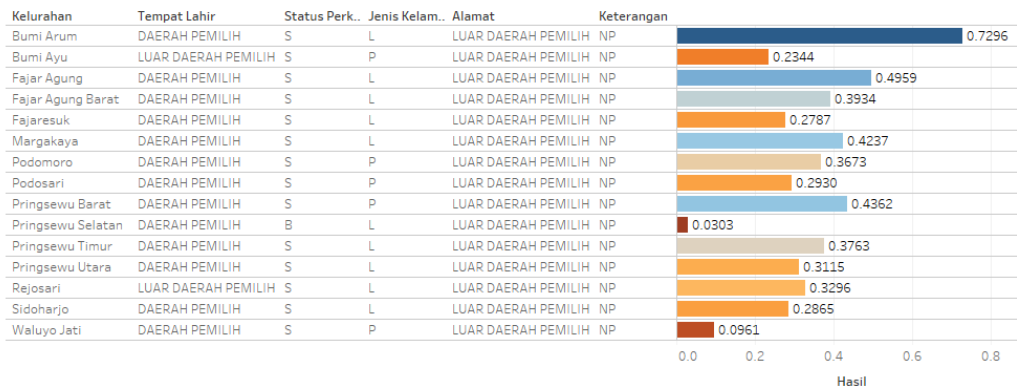 Kelurahan Tempat Lahir Status Perk.. Jenis Kelam.. Alamat Keterangan
Bumi Arum DAERAH PEMILIH S L LUAR DAERAH PEMILIH NP 0.7296
Bumi Ayu LUAR DAERAH PEMILIH S P LUAR DAERAH PEMILIH NP 0.2344
Fajar Agung DAERAH PEMILIH S L LUAR DAERAH PEMILIH NP 0.4959
Fajar Agung Barat DAERAH PEMILIH S L LUAR DAERAH PEMILIH NP 0.3934
Fajaresuk DAERAH PEMILIH S L LUAR DAERAH PEMILIH NP 0.2787
Margakaya DAERAH PEMILIH S L LUAR DAERAH PEMILIH NP 0.4237
Podomoro DAERAH PEMILIH S P LUAR DAERAH PEMILIH NP 0.3673
Podosari DAERAH PEMILIH S P LUAR DAERAH PEMILIH NP 0.2930
Pringsewu Barat DAERAH PEMILIH S P LUAR DAERAH PEMILIH NP 0.4362
Pringsewu Selatan DAERAH PEMILIH B L LUAR DAERAH PEMILIH NP 0.0303
Pringsewu Timur DAERAH PEMILIH S L LUAR DAERAH PEMILIH NP 0.3763
Pringsewu Utara DAERAH PEMILIH S L LUAR DAERAH PEMILIH NP 0.3115
Rejosari LUAR DAERAH PEMILIH S L LUAR DAERAH PEMILIH NP 0.3296
Sidoharjo DAERAH PEMILIH S L LUAR DAERAH PEMILIH NP 0.2865
Waluyo Jati DAERAH PEMILIH S P LUAR DAERAH PEMILIH NP 0.0961
0.0 0.2 0.4 0.6 0.8
Hasil